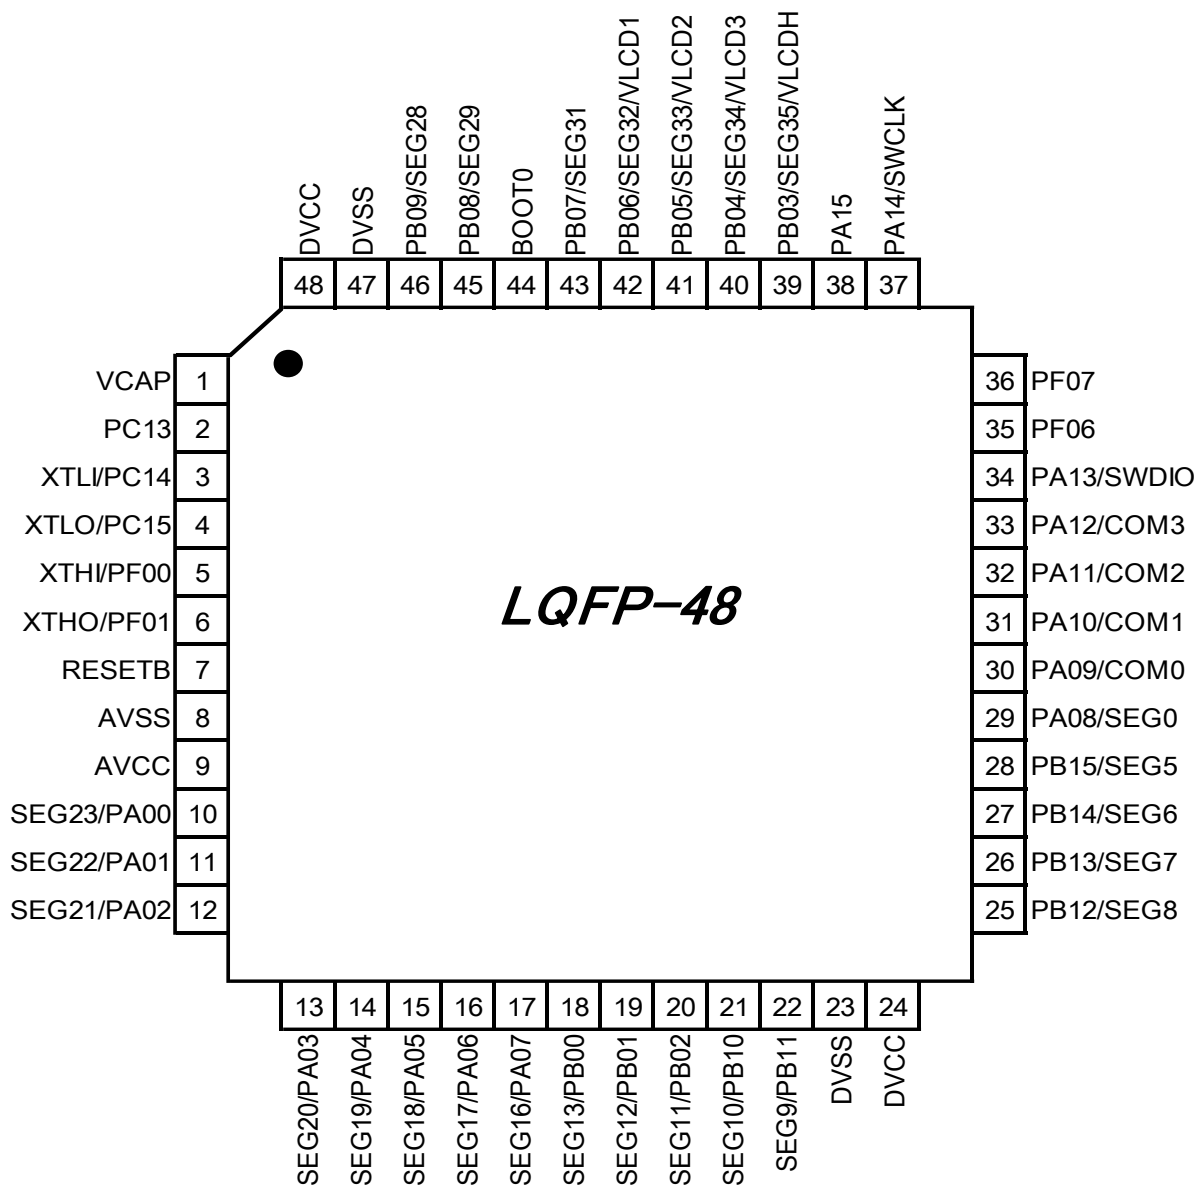 DVCC
DVSS
PB09/SEG28
PB08/SEG29
BOOT0
PB07/SEG31
PB06/SEG32/VLCD1
PB05/SEG33/VLCD2
PB04/SEG34/VLCD3
PB03/SEG35/VLCDH
PA15
PA14/SWCLK
48 47 46 45 44 43 42 41 40 39 38 37
VCAP 1
PC13 2
XTLI/PC14 3
XTLO/PC15 4
XTHI/PF00 5
XTHO/PF01 6
RESETB 7
AVSS 8
AVCC 9
SEG23/PA00 10
SEG22/PA01 11
SEG21/PA02 12
LQFP-48
36 PF07
35 PF06
34 PA13/SWDIO
33 PA12/COM3
32 PA11/COM2
31 PA10/COM1
30 PA09/COM0
29 PA08/SEG0
28 PB15/SEG5
27 PB14/SEG6
26 PB13/SEG7
25 PB12/SEG8
13 14 15 16 17 18 19 20 21 22 23 24
SEG20/PA03
SEG19/PA04
SEG18/PA05
SEG17/PA06
SEG16/PA07
SEG13/PB00
SEG12/PB01
SEG11/PB02
SEG10/PB10
SEG9/PB11
DVSS
DVCC